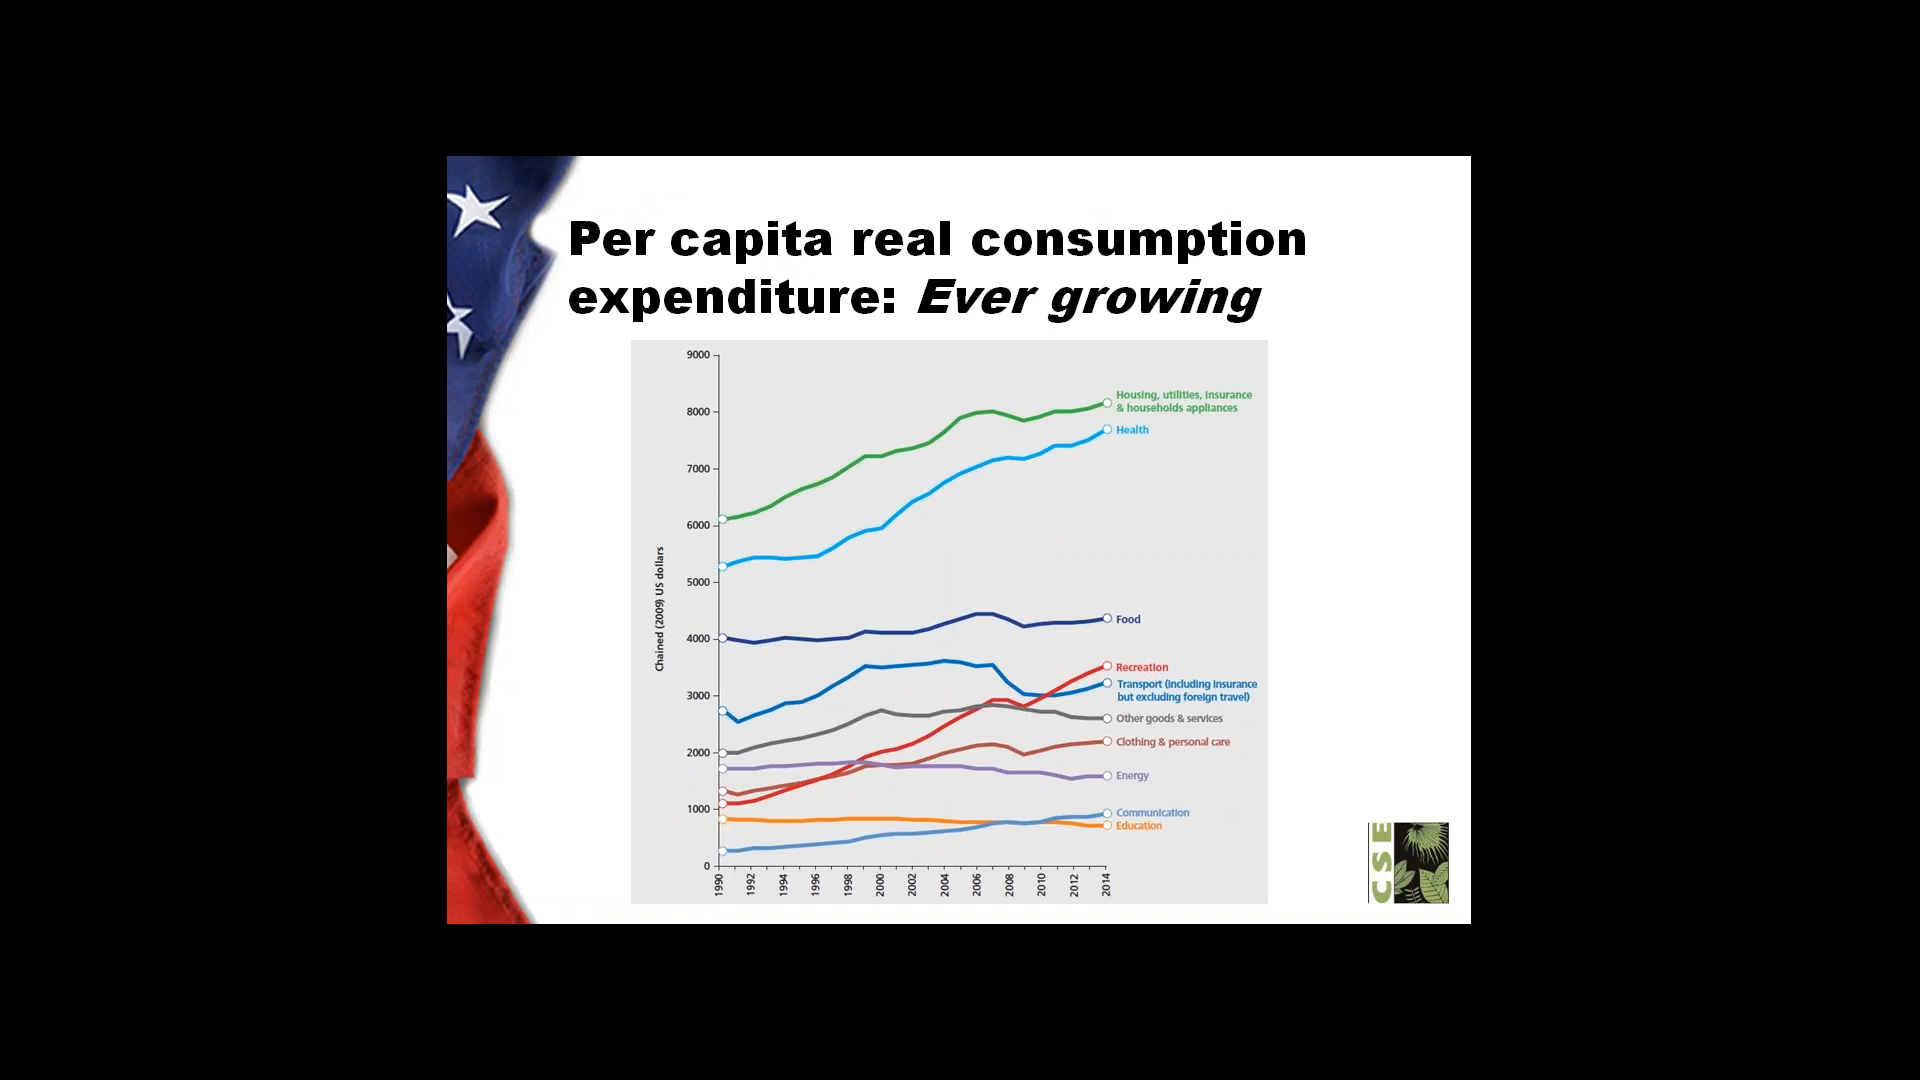 Per capita real consumption
expenditure: Ever growing
9000
8000
7000
6000
5000
4000
3000
2000
1000
0
Chained (2009) US dollars
Housing, utilities, insurance
& households appliances
Health
Food
Recreation
Transport (including insurance
but excluding foreign travel)
Other goods & services
Clothing & personal care
Energy
Communication
Education
1990
1992
1994
1996
1998
2000
2002
2004
2006
2008
2010
2012
2014
CSE